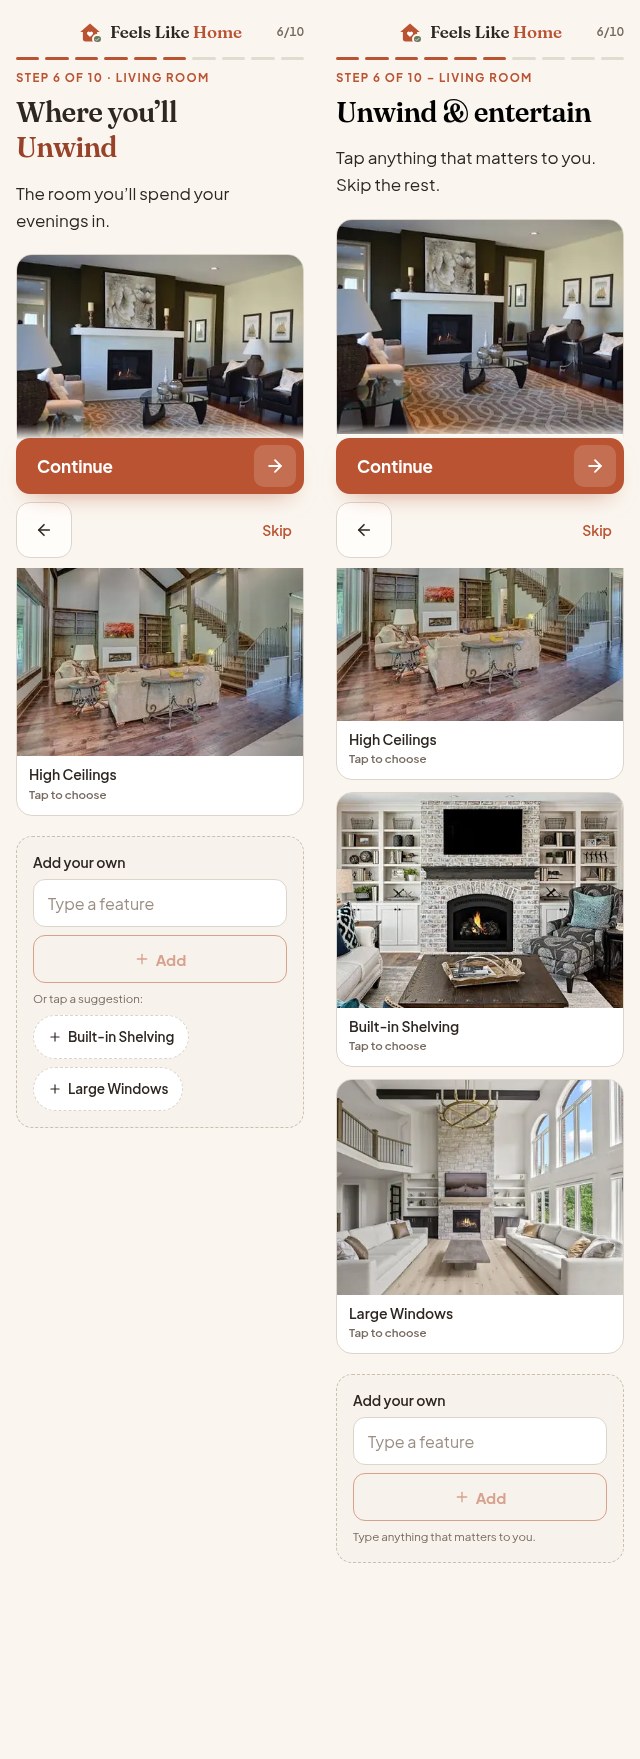 Feels Like Home
6/10
STEP 6 OF 10 · LIVING ROOM
Where you’ll
Unwind
The room you’ll spend your
evenings in.
Continue
Skip
High Ceilings
Tap to choose
Add your own
Type a feature
+ Add
Or tap a suggestion:
+ Built-in Shelving
+ Large Windows
Feels Like Home
6/10
STEP 6 OF 10 – LIVING ROOM
Unwind & entertain
Tap anything that matters to you.
Skip the rest.
Continue
Skip
High Ceilings
Tap to choose
Built-in Shelving
Tap to choose
Large Windows
Tap to choose
Add your own
Type a feature
+ Add
Type anything that matters to you.